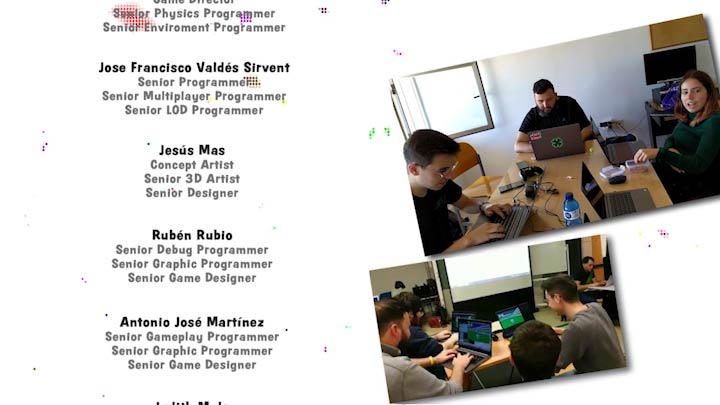 Game Director
Senior Physics Programmer
Senior Enviroment Programmer
Jose Francisco Valdés Sirvent
Senior Programmer
Senior Multiplayer Programmer
Senior LOD Programmer
Jesús Mas
Concept Artist
Senior 3D Artist
Senior Designer
Rubén Rubio
Senior Debug Programmer
Senior Graphic Programmer
Senior Game Designer
Antonio José Martínez
Senior Gameplay Programmer
Senior Graphic Programmer
Senior Game Designer